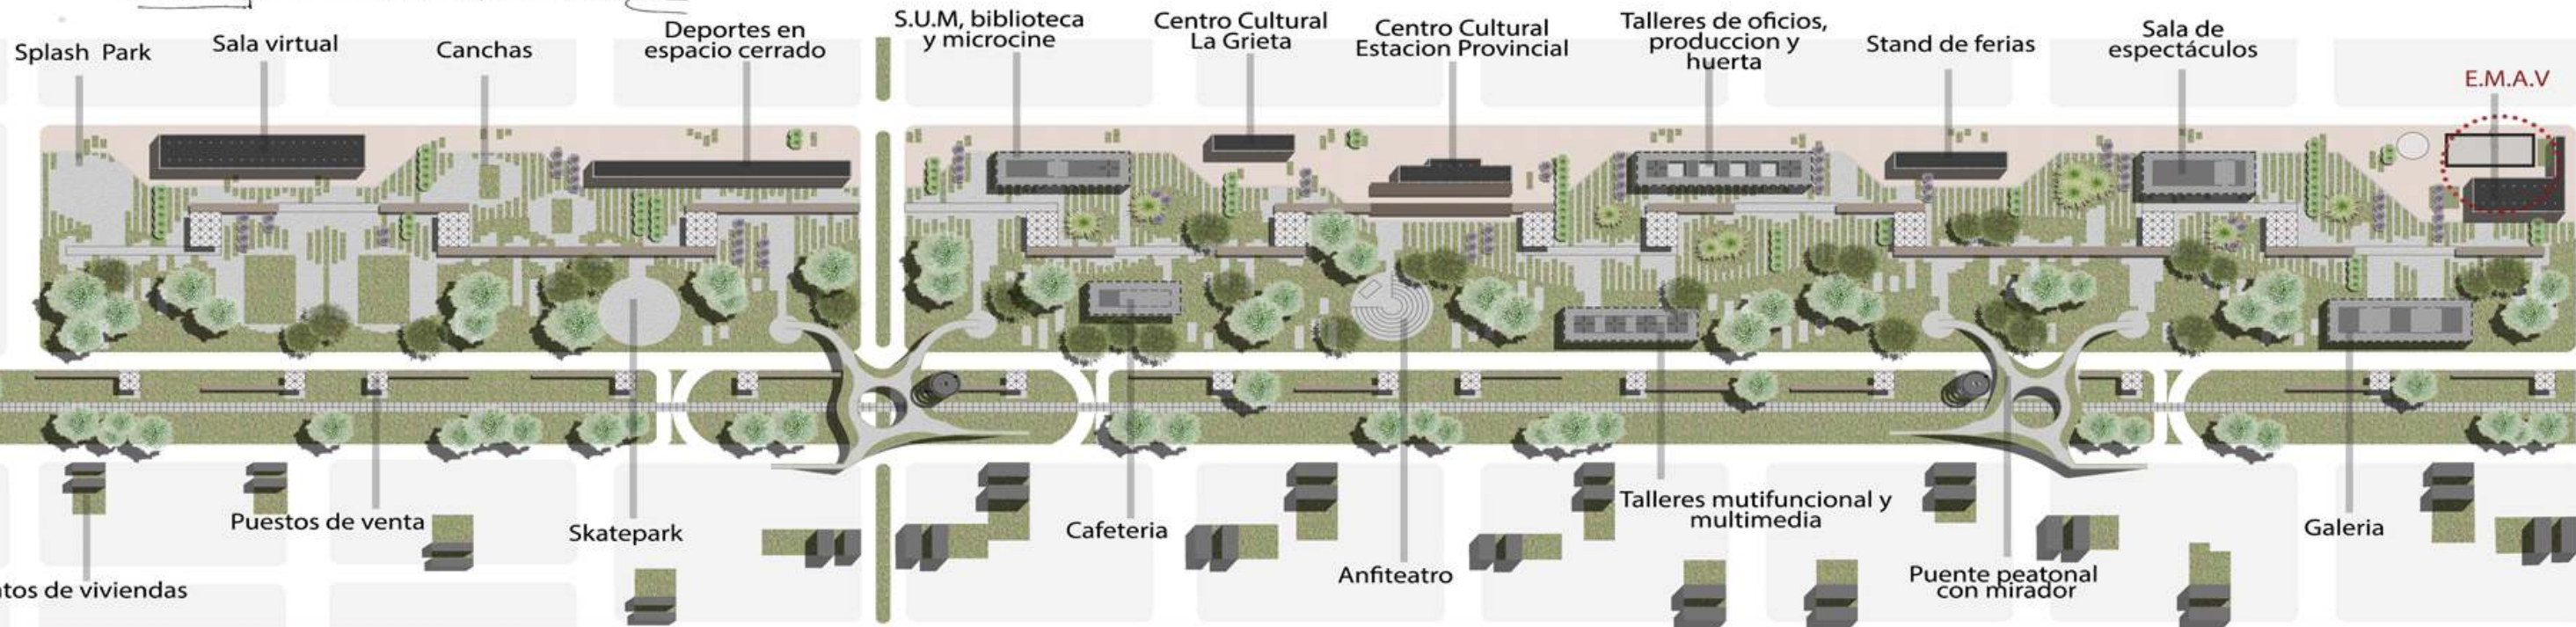 Splash Park
Sala virtual
Canchas
Deportes en
espacio cerrado
S.U.M, biblioteca
y microcine
Centro Cultural
La Grieta
Centro Cultural
Estacion Provincial
Talleres de oficios,
produccion y
huerta
Stand de ferias
Sala de
espectáculos
E.M.A.V
tos de viviendas
Puestos de venta
Skatepark
Cafeteria
Anfiteatro
Talleres mutifuncional y
multimedia
Puente peatonal
con mirador
Galeria